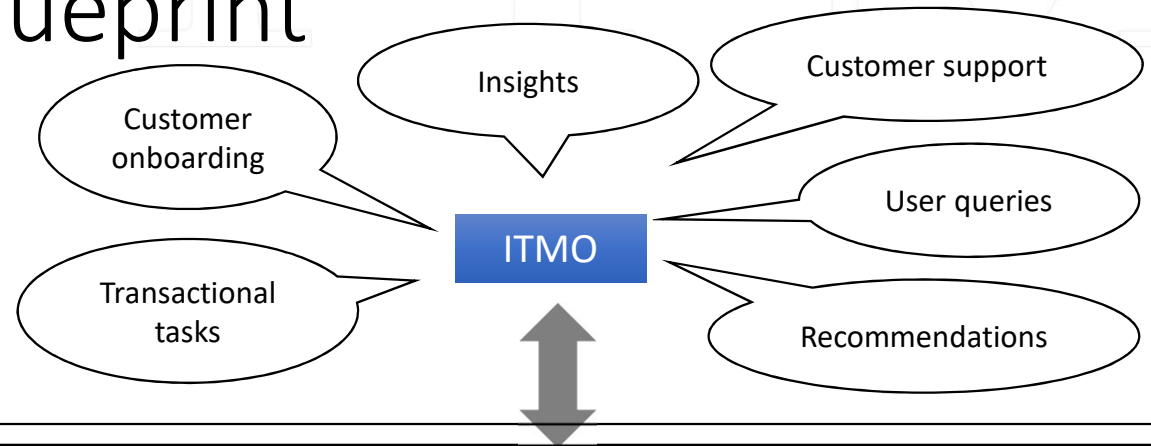 ueprint
Insights
Customer support
Customer
onboarding
User queries
ITMO
Transactional
tasks
Recommendations